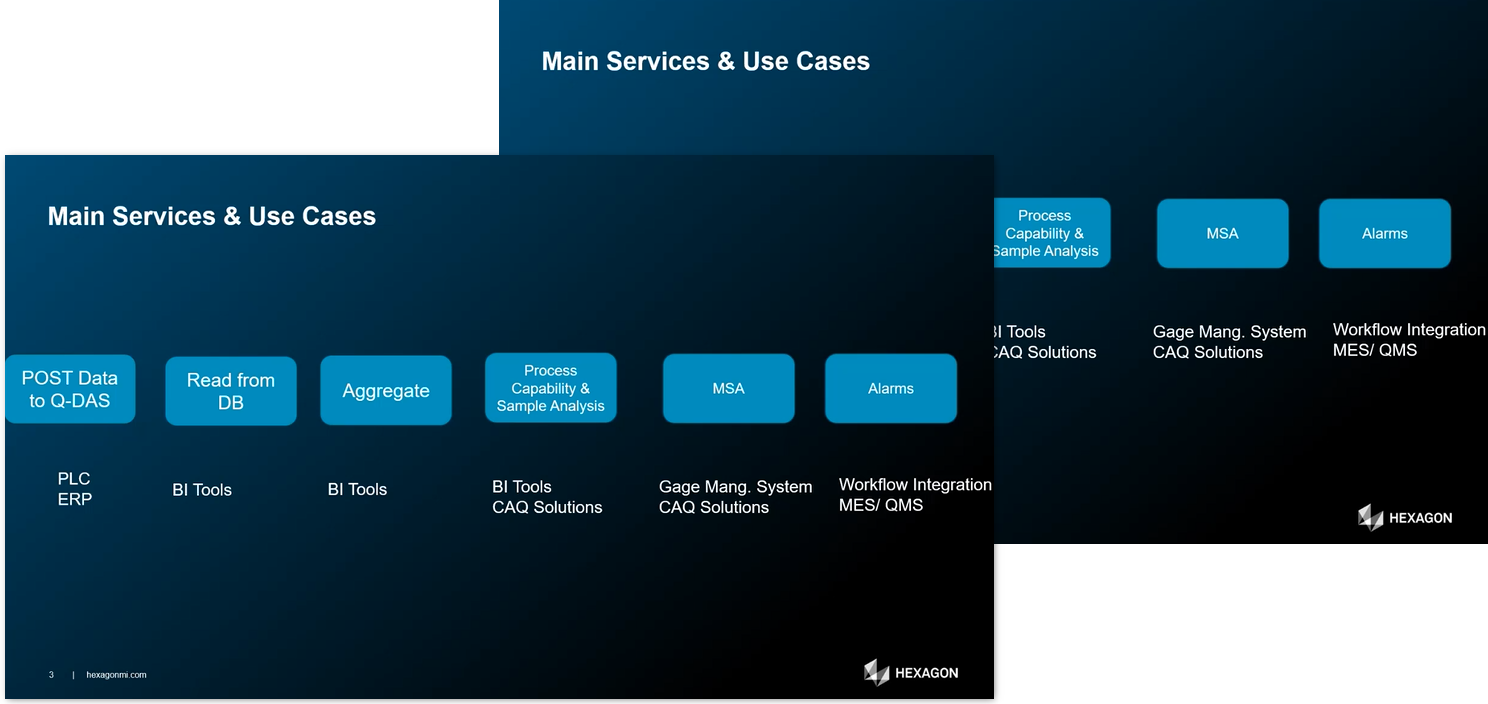 Main Services & Use Cases
Process
Capability &
Sample Analysis
MSA
Alarms
BI Tools
CAQ Solutions
Gage Mang. System
CAQ Solutions
Workflow Integration
MES/ QMS
HEXAGON
Main Services & Use Cases
POST Data
to Q-DAS
Read from
DB
Aggregate
Process
Capability &
Sample Analysis
MSA
Alarms
PLC
ERP
BI Tools
BI Tools
BI Tools
CAQ Solutions
Gage Mang. System
CAQ Solutions
Workflow Integration
MES/ QMS
3 | hexagonmi.com
HEXAGON